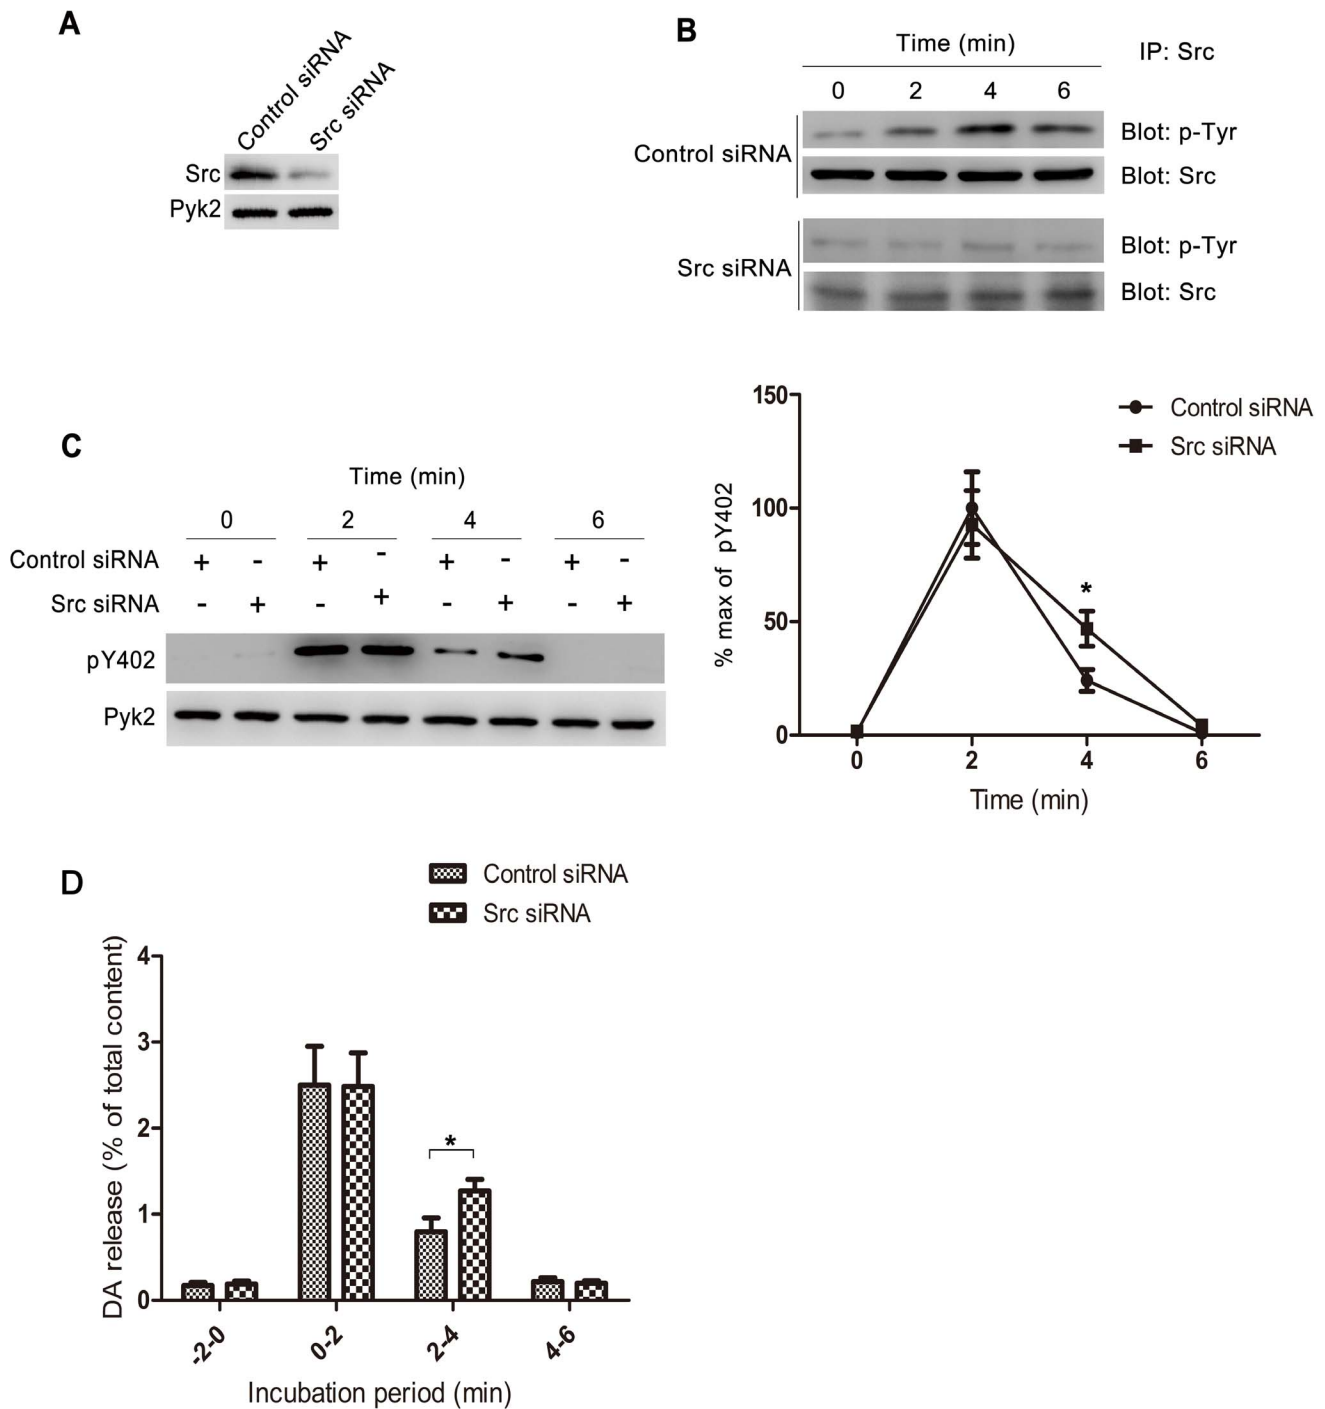 A
Control siRNA
Src siRNA
Src
Pyk2
B
Time (min)
IP: Src
0 2 4 6
Control siRNA
Blot: p-Tyr
Blot: Src
Src siRNA
Blot: p-Tyr
Blot: Src
C
Time (min)
0 2 4 6
Control siRNA + - + - + - + -
Src siRNA - + - + - + - +
pY402
Pyk2
Control siRNA
Src siRNA
% max of pY402
150
100
50
0
*
0 2 4 6
Time (min)
D
Control siRNA
Src siRNA
DA release (% of total content)
4
3
2
1
0
*
-2-0 0-2 2-4 4-6
Incubation period (min)